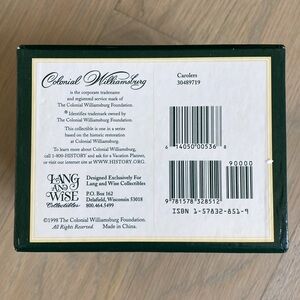 Colonial Williamsburg
is the corporate tradename
and registered service mark of
The Colonial Williamsburg Foundation.
® Identifies trademark owned by
The Colonial Williamsburg Foundation.
This collectible is one in a series
based on the historic restoration
at Colonial Williamsburg.
To learn more about Colonial Williamsburg,
call 1-800-HISTORY and ask for a Vacation Planner,
or visit our internet site at WWW.HISTORY.ORG.
LANG
AND
WISE
Collectibles
Designed Exclusively For
Lang and Wise Collectibles
P.O. Box 162
Delafield, Wisconsin 53018
800.464.5499
©1998 The Colonial Williamsburg Foundation.
All Rights Reserved. Made in China.
Carolers
30489719
6 14050 00536 8
90000
9 781578 328512
ISBN 1-57832-851-9